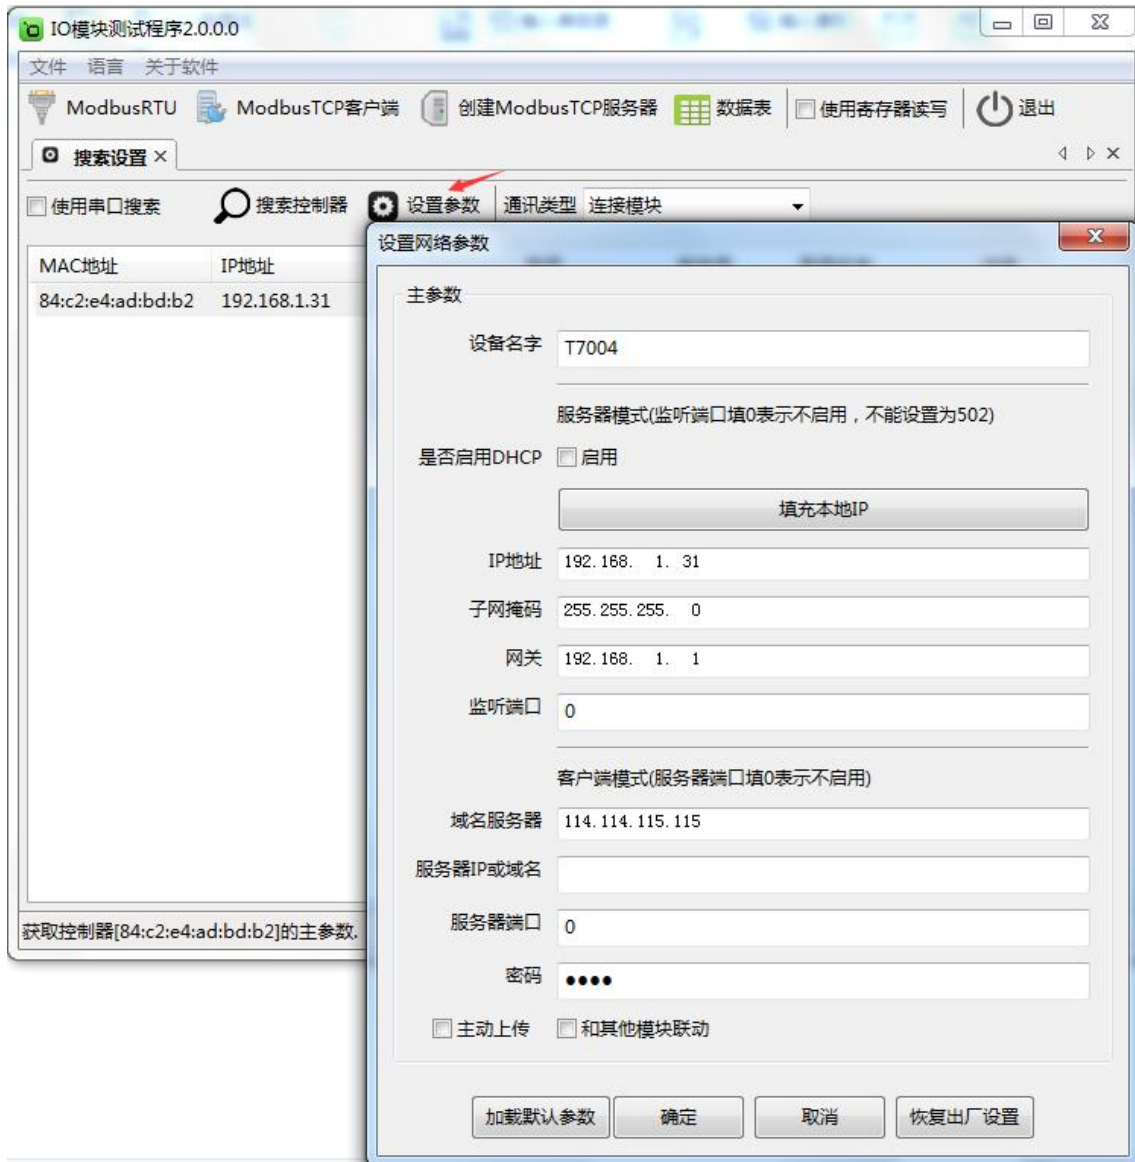 IO模块测试程序2.0.0.0
文件 语言 关于软件
ModbusRTU ModbusTCP客户端 创建ModbusTCP服务器 数据表 使用寄存器读写 退出
搜索设置
使用串口搜索 搜索控制器 设置参数 通讯类型 连接模块
MAC地址 IP地址
84:c2:e4:ad:bd:b2 192.168.1.31
获取控制器[84:c2:e4:ad:bd:b2]的主参数.
设置网络参数
主参数
设备名字 T7004
服务器模式(监听端口填0表示不启用，不能设置为502)
是否启用DHCP 启用
填充本地IP
IP地址 192.168. 1. 31
子网掩码 255.255.255. 0
网关 192.168. 1. 1
监听端口 0
客户端模式(服务器端口填0表示不启用)
域名服务器 114.114.115.115
服务器IP或域名
服务器端口 0
密码 ●●●●
主动上传 和其他模块联动
加载默认参数 确定 取消 恢复出厂设置